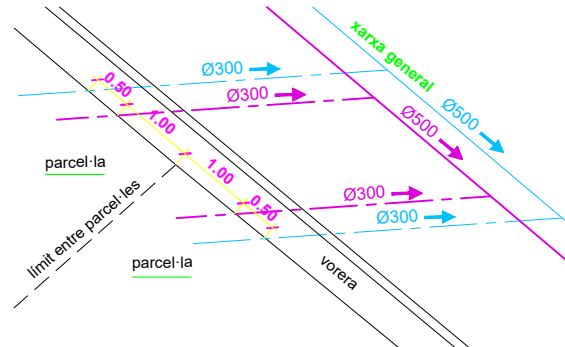 xarxa general
Ø300
Ø300
0.50
Ø500
Ø500
1.00
parcel·la
1.00
Ø300
0.50
Ø300
límit entre parcel·les
parcel·la
vorera